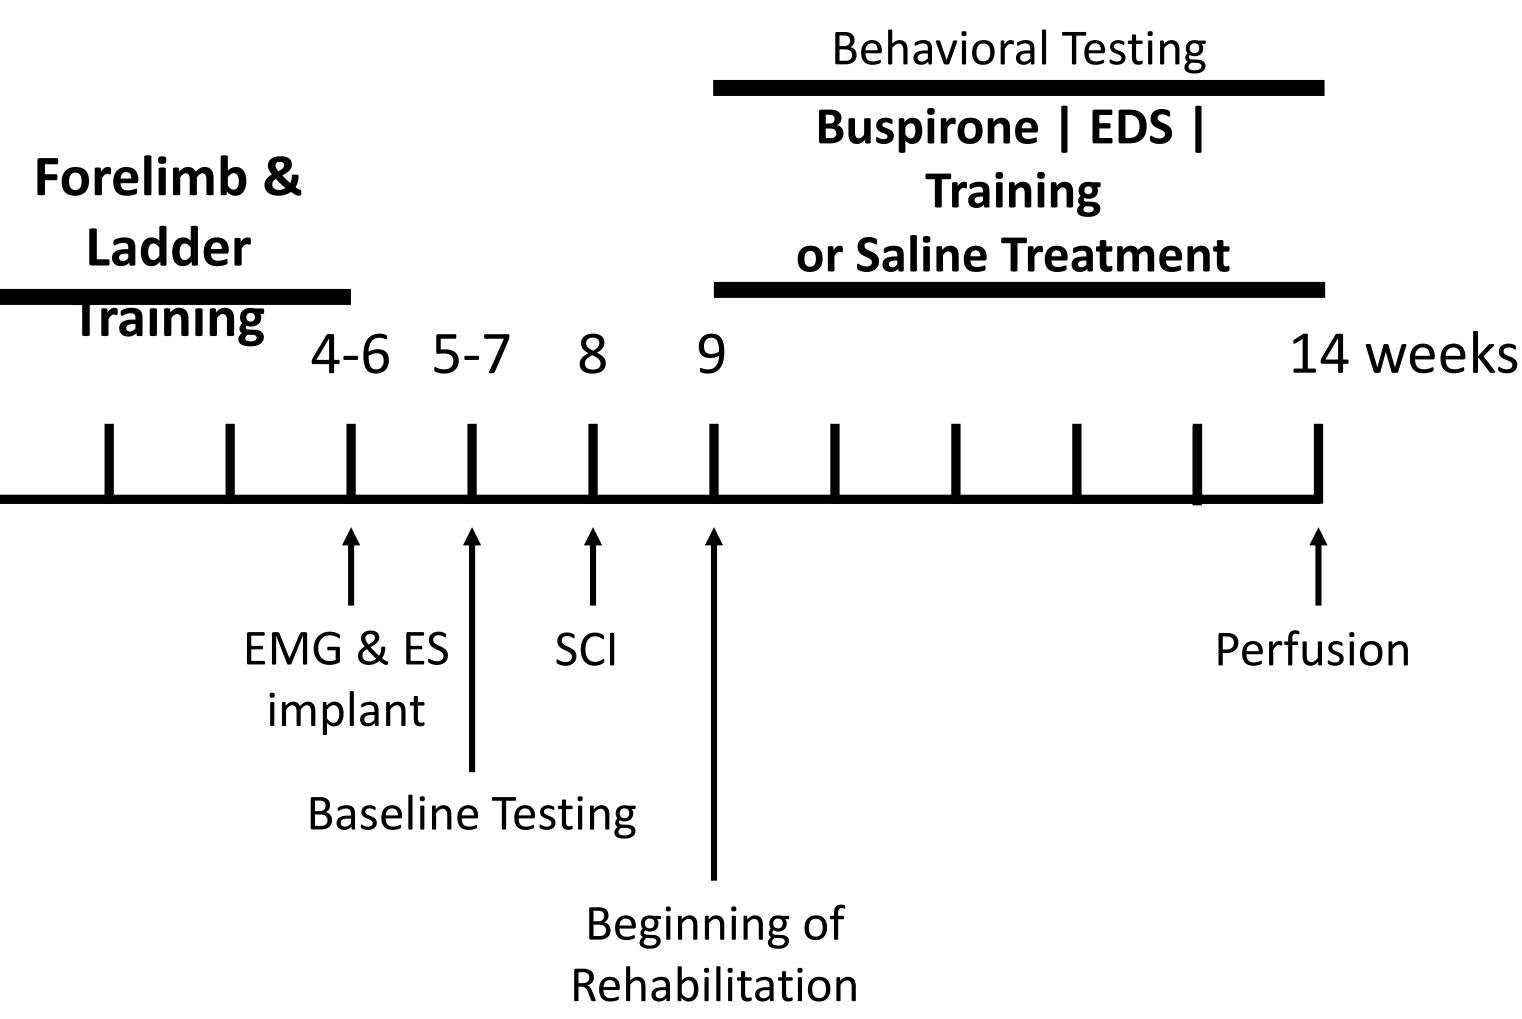 Behavioral Testing
Buspirone | EDS |
Training
or Saline Treatment
Forelimb &
Ladder
Training
4-6 5-7 8 9 14 weeks
EMG & ES
implant
SCI
Perfusion
Baseline Testing
Beginning of
Rehabilitation